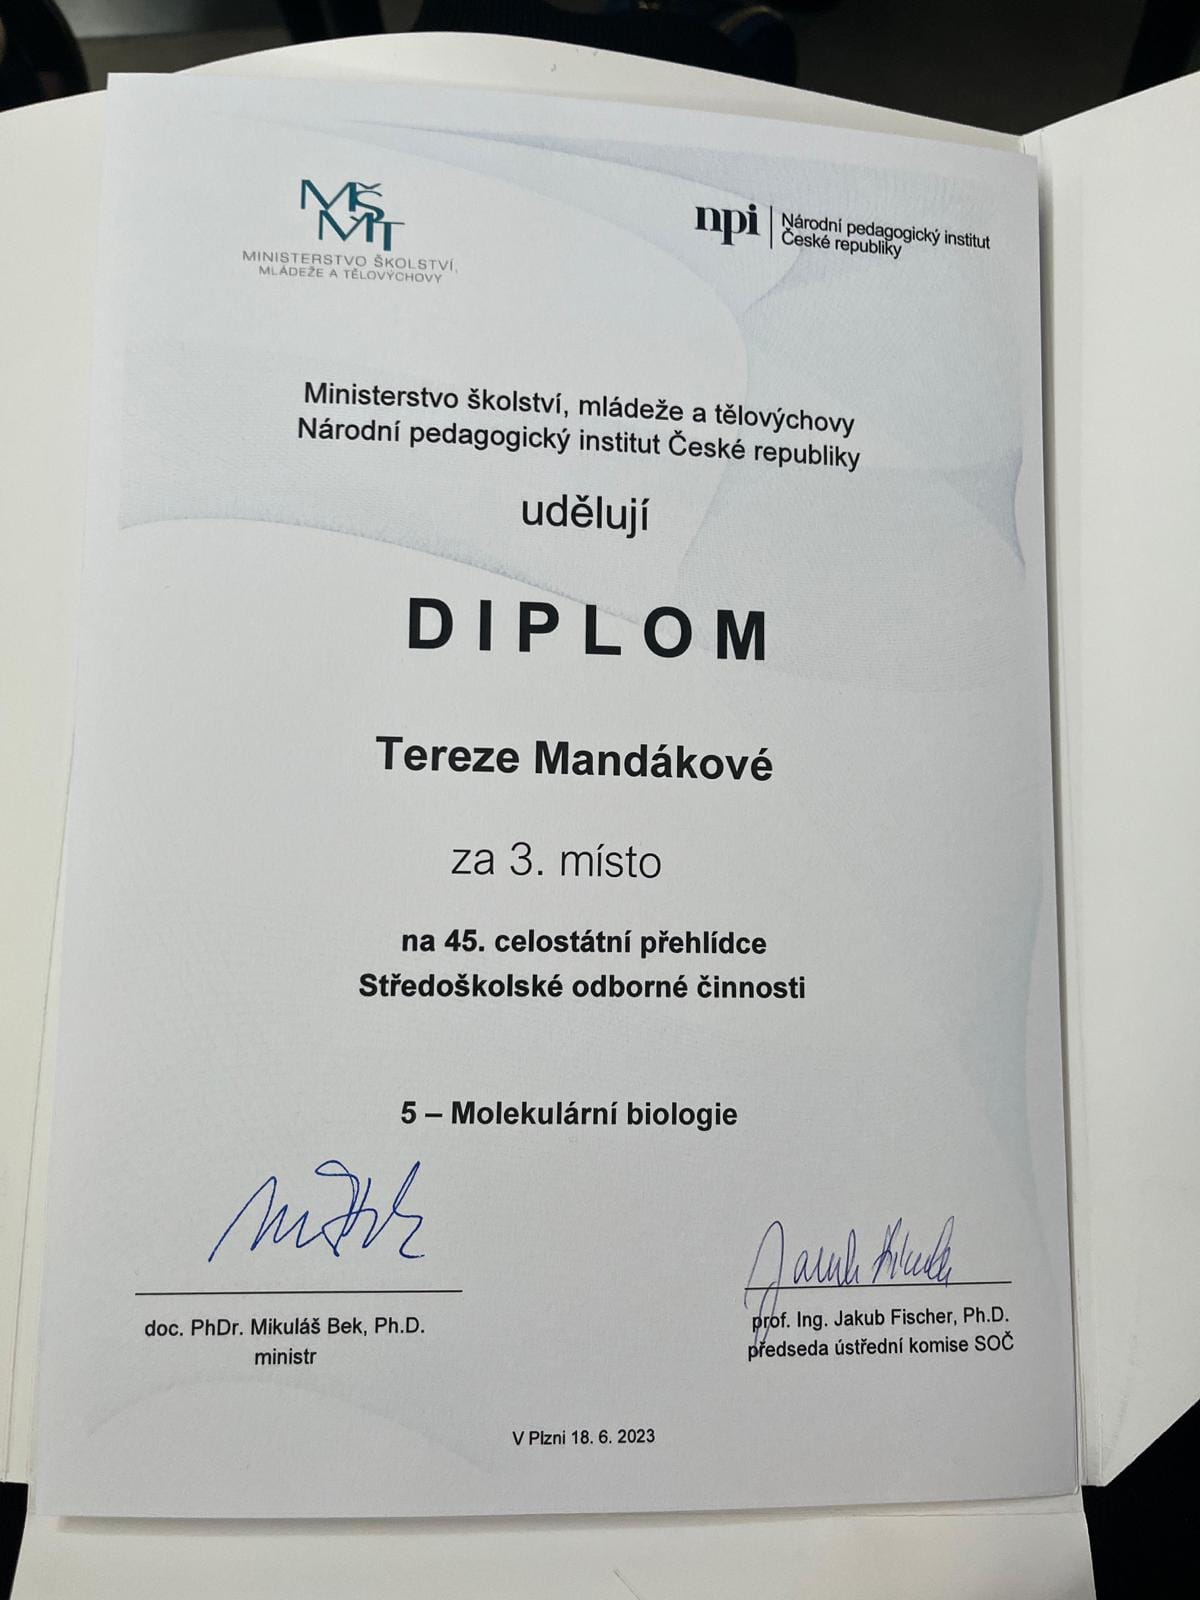 MŠMT
MINISTERSTVO ŠKOLSTVÍ,
MLÁDEŽE A TĚLOVÝCHOVY
npi
Národní pedagogický institut
České republiky
Ministerstvo školství, mládeže a tělovýchovy
Národní pedagogický institut České republiky
udělují
DIPLOM
Tereze Mandákové
za 3. místo
na 45. celostátní přehlídce
Středoškolské odborné činnosti
5 – Molekulární biologie
doc. PhDr. Mikuláš Bek, Ph.D.
ministr
prof. Ing. Jakub Fischer, Ph.D.
předseda ústřední komise SOČ
V Plzni 18. 6. 2023